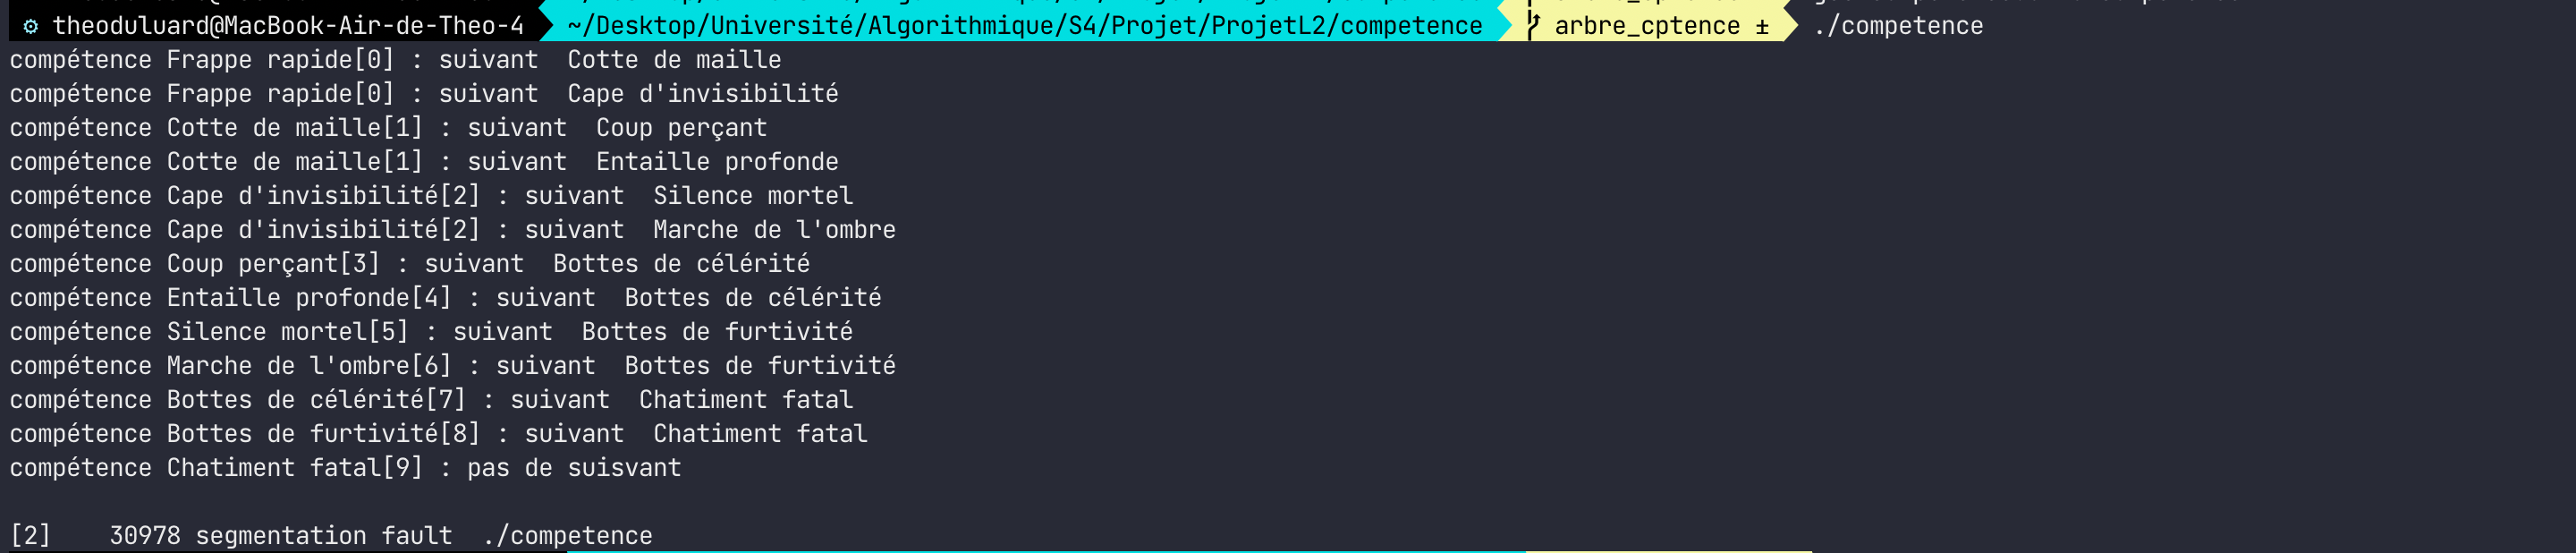 ⚙ theoduluard@MacBook-Air-de-Theo-4 ~/Desktop/Université/Algorithmique/S4/Projet/ProjetL2/competence arbre_cptence ± ./competence
compétence Frappe rapide[0] : suivant  Cotte de maille
compétence Frappe rapide[0] : suivant  Cape d'invisibilité
compétence Cotte de maille[1] : suivant  Coup perçant
compétence Cotte de maille[1] : suivant  Entaille profonde
compétence Cape d'invisibilité[2] : suivant  Silence mortel
compétence Cape d'invisibilité[2] : suivant  Marche de l'ombre
compétence Coup perçant[3] : suivant  Bottes de célérité
compétence Entaille profonde[4] : suivant  Bottes de célérité
compétence Silence mortel[5] : suivant  Bottes de furtivité
compétence Marche de l'ombre[6] : suivant  Bottes de furtivité
compétence Bottes de célérité[7] : suivant  Chatiment fatal
compétence Bottes de furtivité[8] : suivant  Chatiment fatal
compétence Chatiment fatal[9] : pas de suisvant
[2]    30978 segmentation fault  ./competence